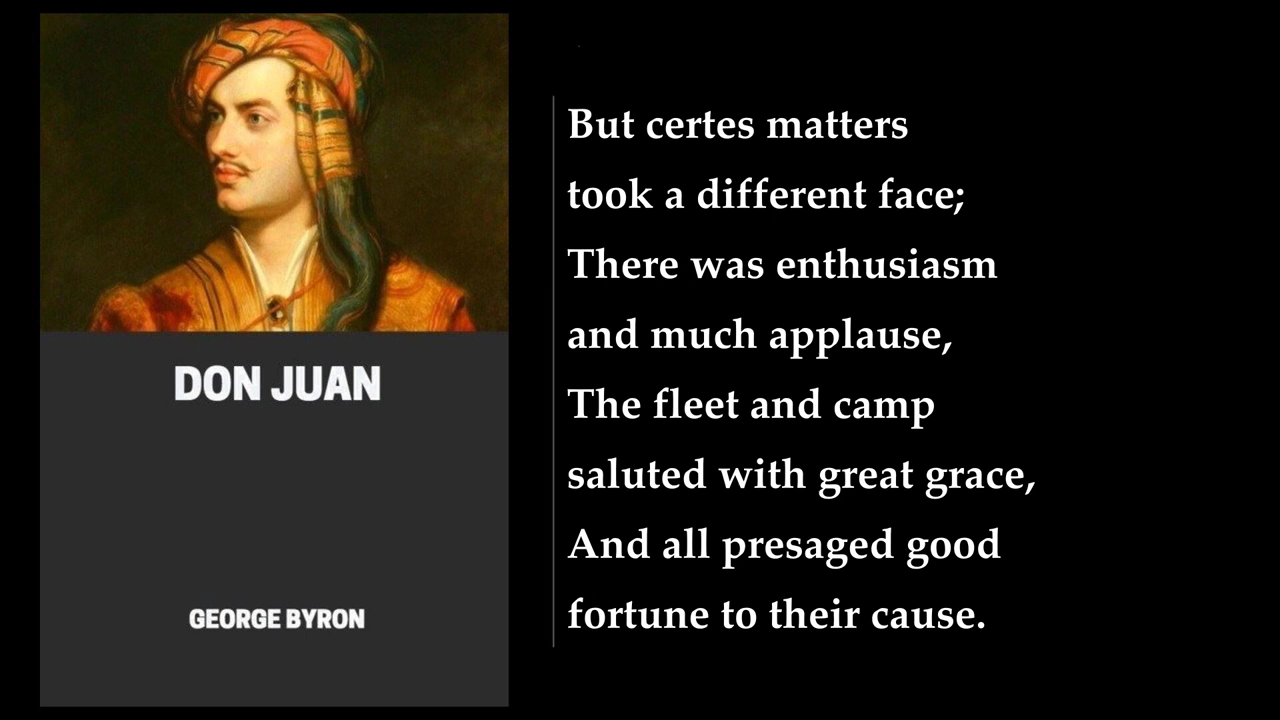 DON JUAN
GEORGE BYRON
But certes matters
took a different face;
There was enthusiasm
and much applause,
The fleet and camp
saluted with great grace,
And all presaged good
fortune to their cause.